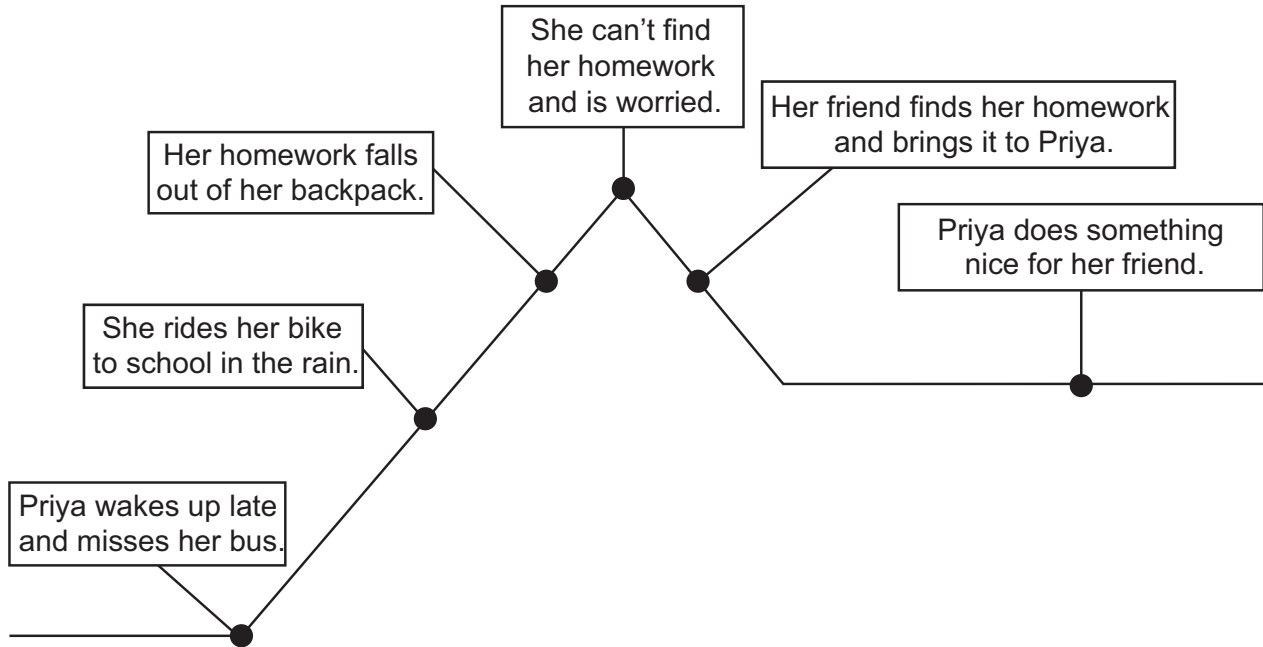 Priya wakes up late
and misses her bus.
She rides her bike
to school in the rain.
Her homework falls
out of her backpack.
She can’t find
her homework
and is worried.
Her friend finds her homework
and brings it to Priya.
Priya does something
nice for her friend.